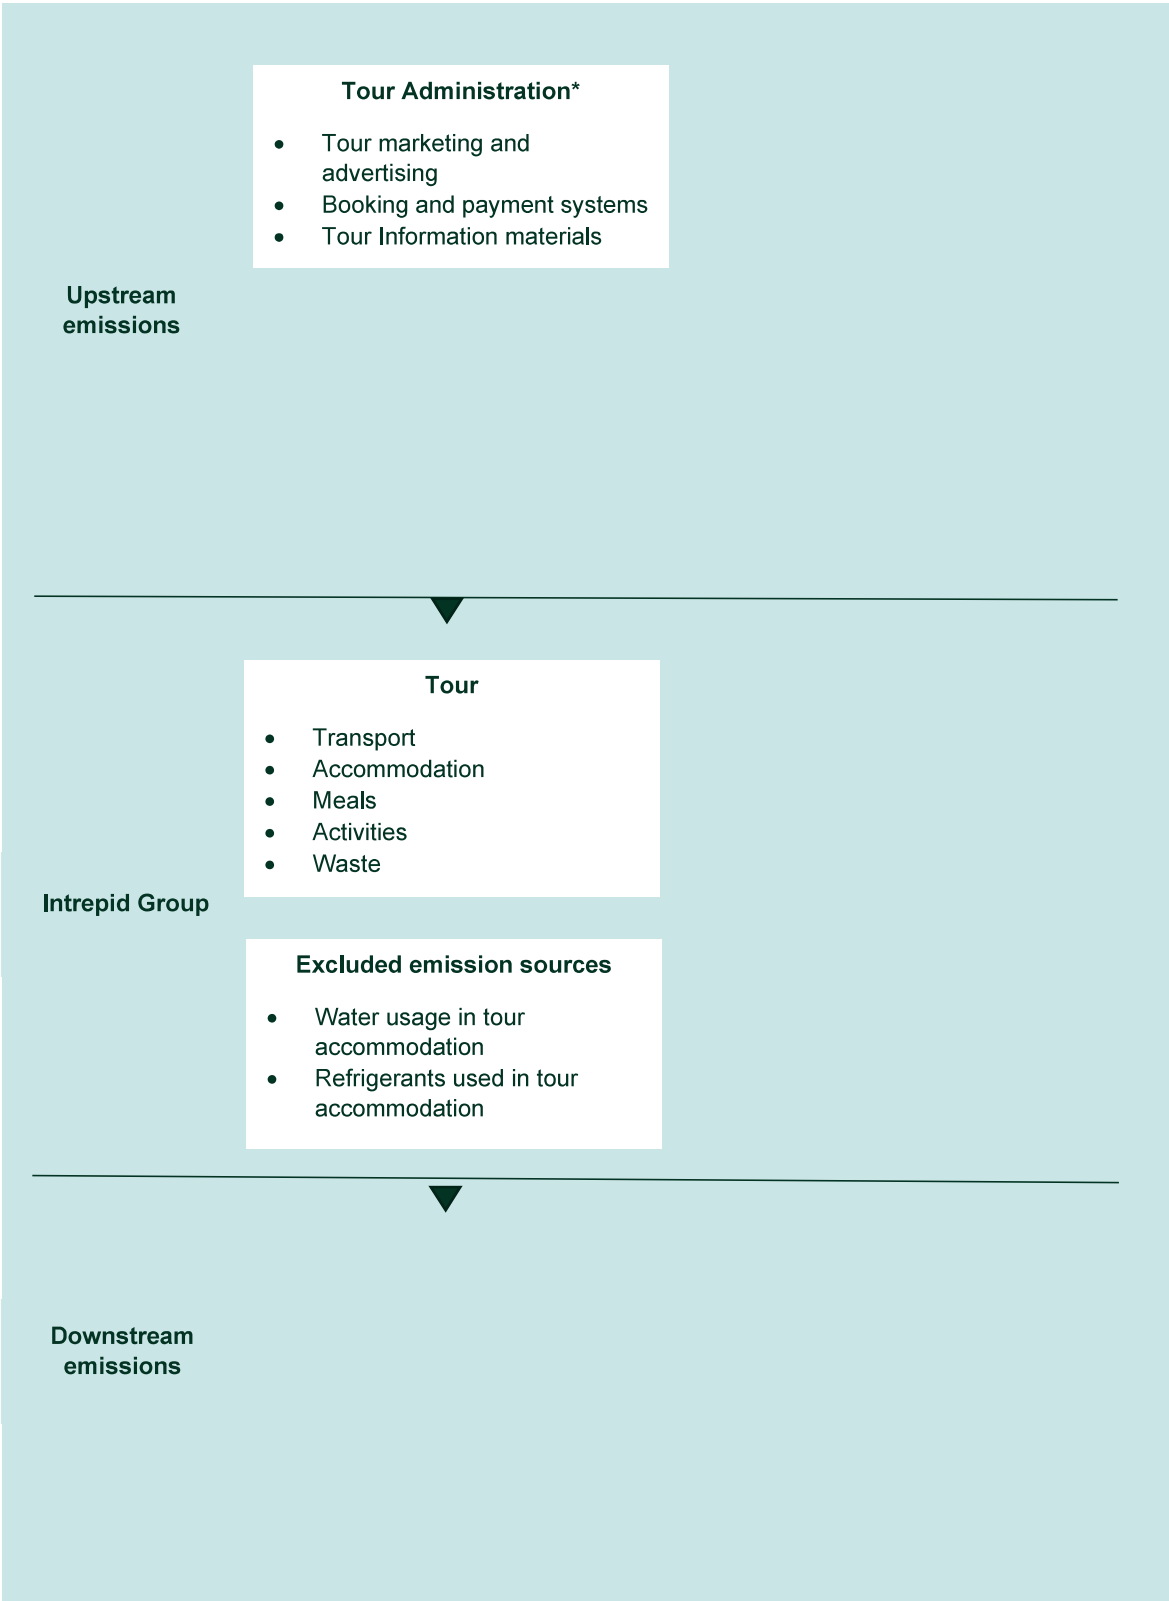 Tour Administration*
• Tour marketing and
advertising
• Booking and payment systems
• Tour Information materials
Upstream
emissions
Tour
• Transport
• Accommodation
• Meals
• Activities
• Waste
Intrepid Group
Excluded emission sources
• Water usage in tour
accommodation
• Refrigerants used in tour
accommodation
Downstream
emissions